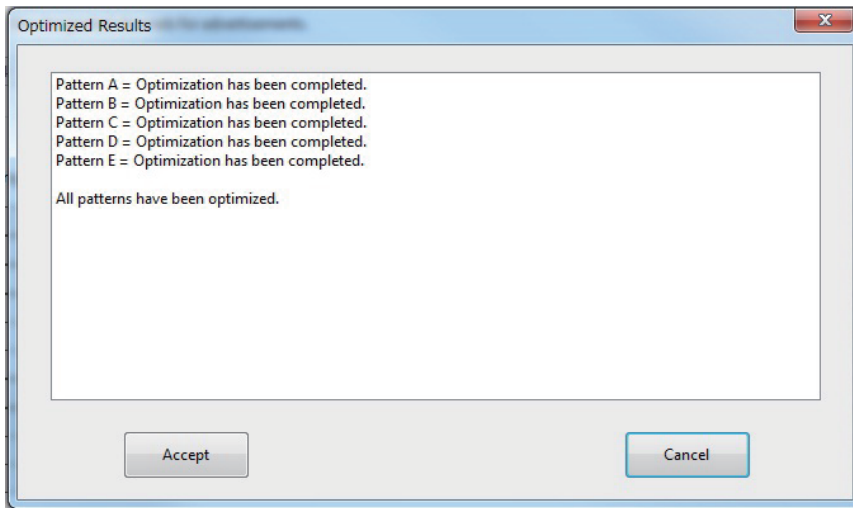 Optimized Results
Pattern A = Optimization has been completed.
Pattern B = Optimization has been completed.
Pattern C = Optimization has been completed.
Pattern D = Optimization has been completed.
Pattern E = Optimization has been completed.
All patterns have been optimized.
Accept
Cancel